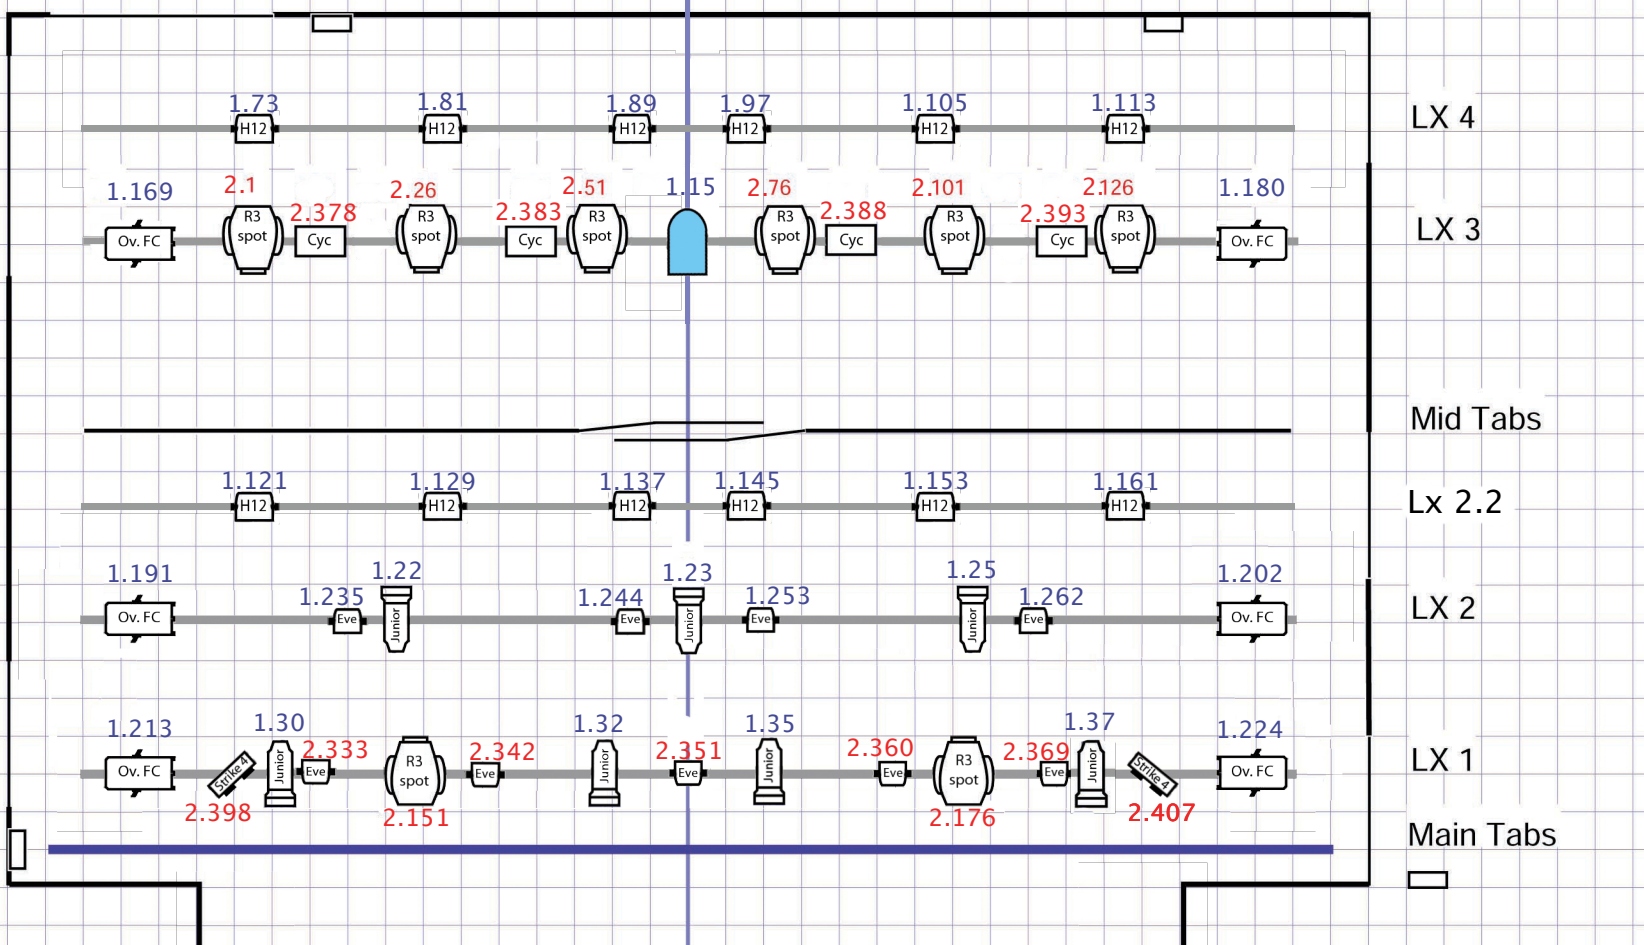 1.73 1.81 1.89 1.97 1.105 1.113
H12 H12 H12 H12 H12 H12 LX 4
1.169 2.1 2.26 2.51 1.15 2.76 2.101 2.126 1.180
2.378 2.383 2.388 2.393
R3 R3 R3 R3 R3 R3
spot spot spot spot spot spot
Ov. FC Cyc Cyc Cyc Cyc Ov. FC LX 3
Mid Tabs
1.121 1.129 1.137 1.145 1.153 1.161
H12 H12 H12 H12 H12 H12 Lx 2.2
1.191 1.22 1.23 1.25 1.202
1.235 1.244 1.253 1.262
Ov. FC Eve Junior Eve Junior Eve Junior Eve Ov. FC LX 2
1.213 1.30 1.32 1.35 1.37 1.224
2.333 2.342 2.351 2.360 2.369
Ov. FC Strike 4 Junior Eve R3 Eve Junior Eve Junior Eve R3 Eve Junior Strike 4 Ov. FC LX 1
spot spot
2.398 2.151 2.176 2.407
Main Tabs